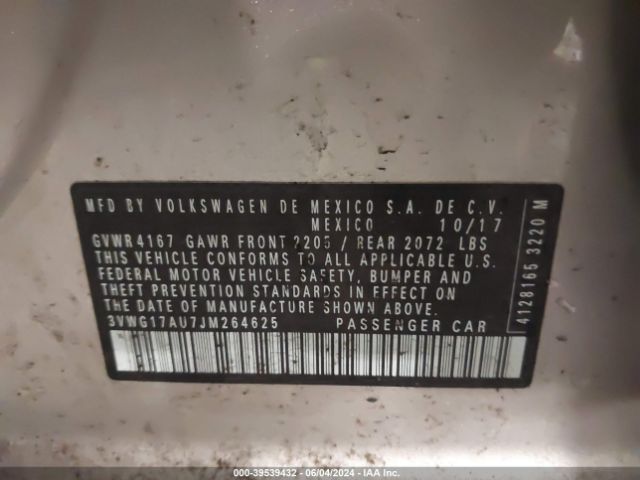 MFD BY VOLKSWAGEN DE MEXICO S.A. DE C.V.
MEXICO 10/17
GVWR 4167 GAWR FRONT 2205 / REAR 2072 LBS
THIS VEHICLE CONFORMS TO ALL APPLICABLE U.S.
FEDERAL MOTOR VEHICLE SAFETY, BUMPER AND
THEFT PREVENTION STANDARDS IN EFFECT ON
THE DATE OF MANUFACTURE SHOWN ABOVE.
3VWG17AU7JM264625 PASSENGER CAR
4128165 3220 M
000-39539432 - 06/04/2024 - IAA Inc.